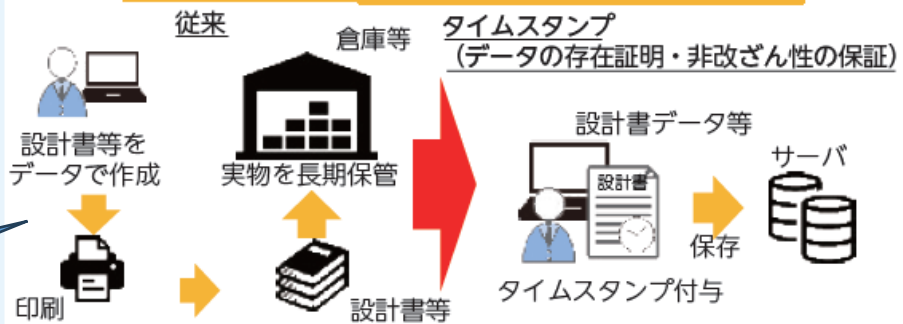 従来
設計書等を
データで作成
印刷
設計書等
倉庫等
実物を長期保管
タイムスタンプ
（データの存在証明・非改ざん性の保証）
設計書データ等
設計書
タイムスタンプ付与
保存
サーバ